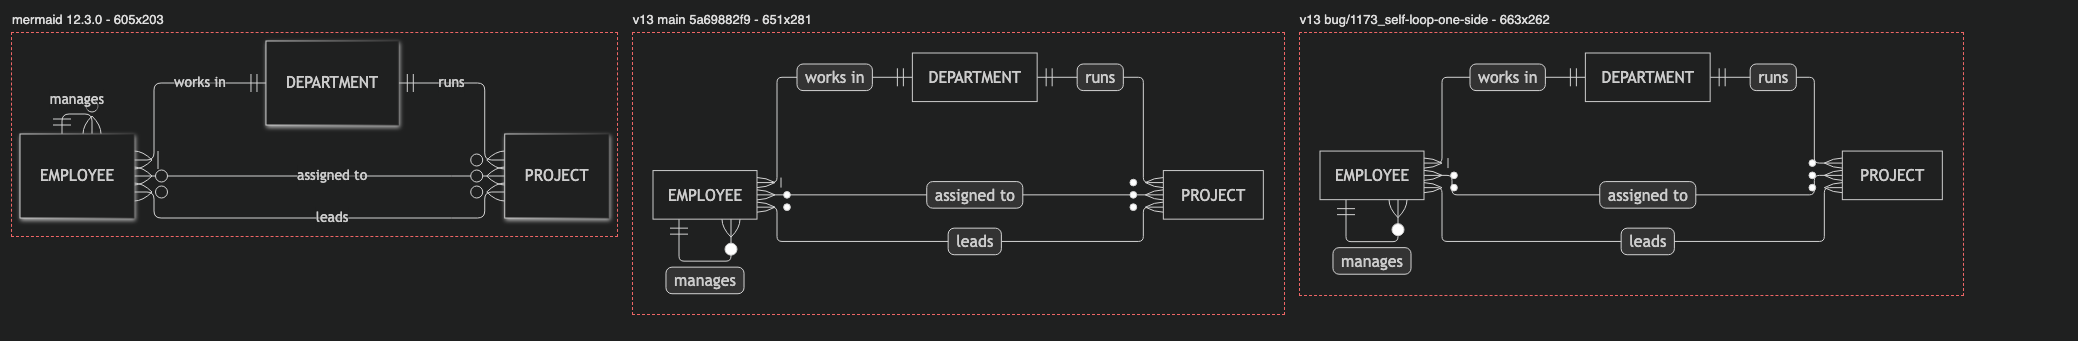 mermaid 12.3.0 - 605x203
works in
DEPARTMENT
runs
manages
EMPLOYEE
assigned to
PROJECT
leads
v13 main 5a69882f9 - 651x281
works in
DEPARTMENT
runs
EMPLOYEE
assigned to
PROJECT
leads
manages
v13 bug/1173_self-loop-one-side - 663x262
works in
DEPARTMENT
runs
EMPLOYEE
PROJECT
assigned to
leads
manages